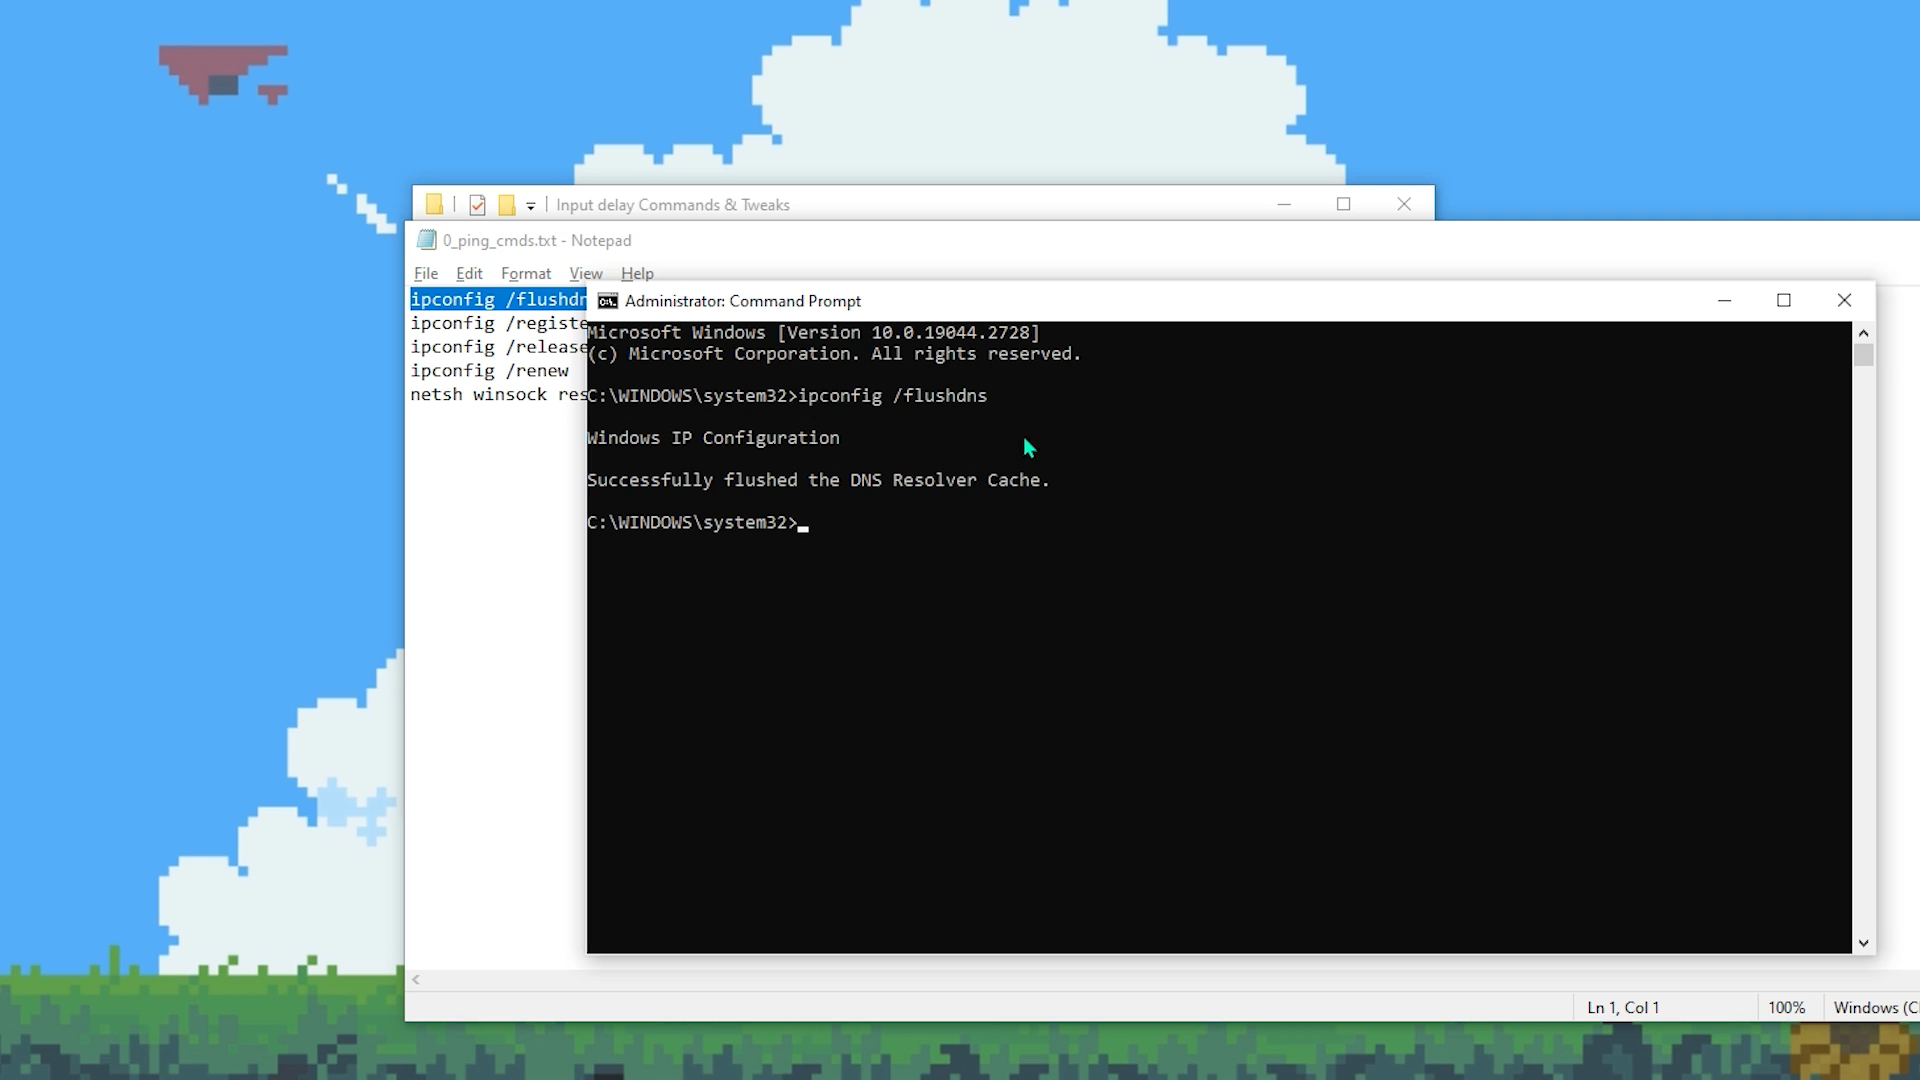 Input delay Commands & Tweaks
0_ping_cmds.txt - Notepad
File Edit Format View Help
ipconfig /flushdn
ipconfig /registe
ipconfig /release
ipconfig /renew
netsh winsock res
Administrator: Command Prompt
Microsoft Windows [Version 10.0.19044.2728]
(c) Microsoft Corporation. All rights reserved.
C:\WINDOWS\system32>ipconfig /flushdns
Windows IP Configuration
Successfully flushed the DNS Resolver Cache.
C:\WINDOWS\system32>
Ln 1, Col 1
100%
Windows (C